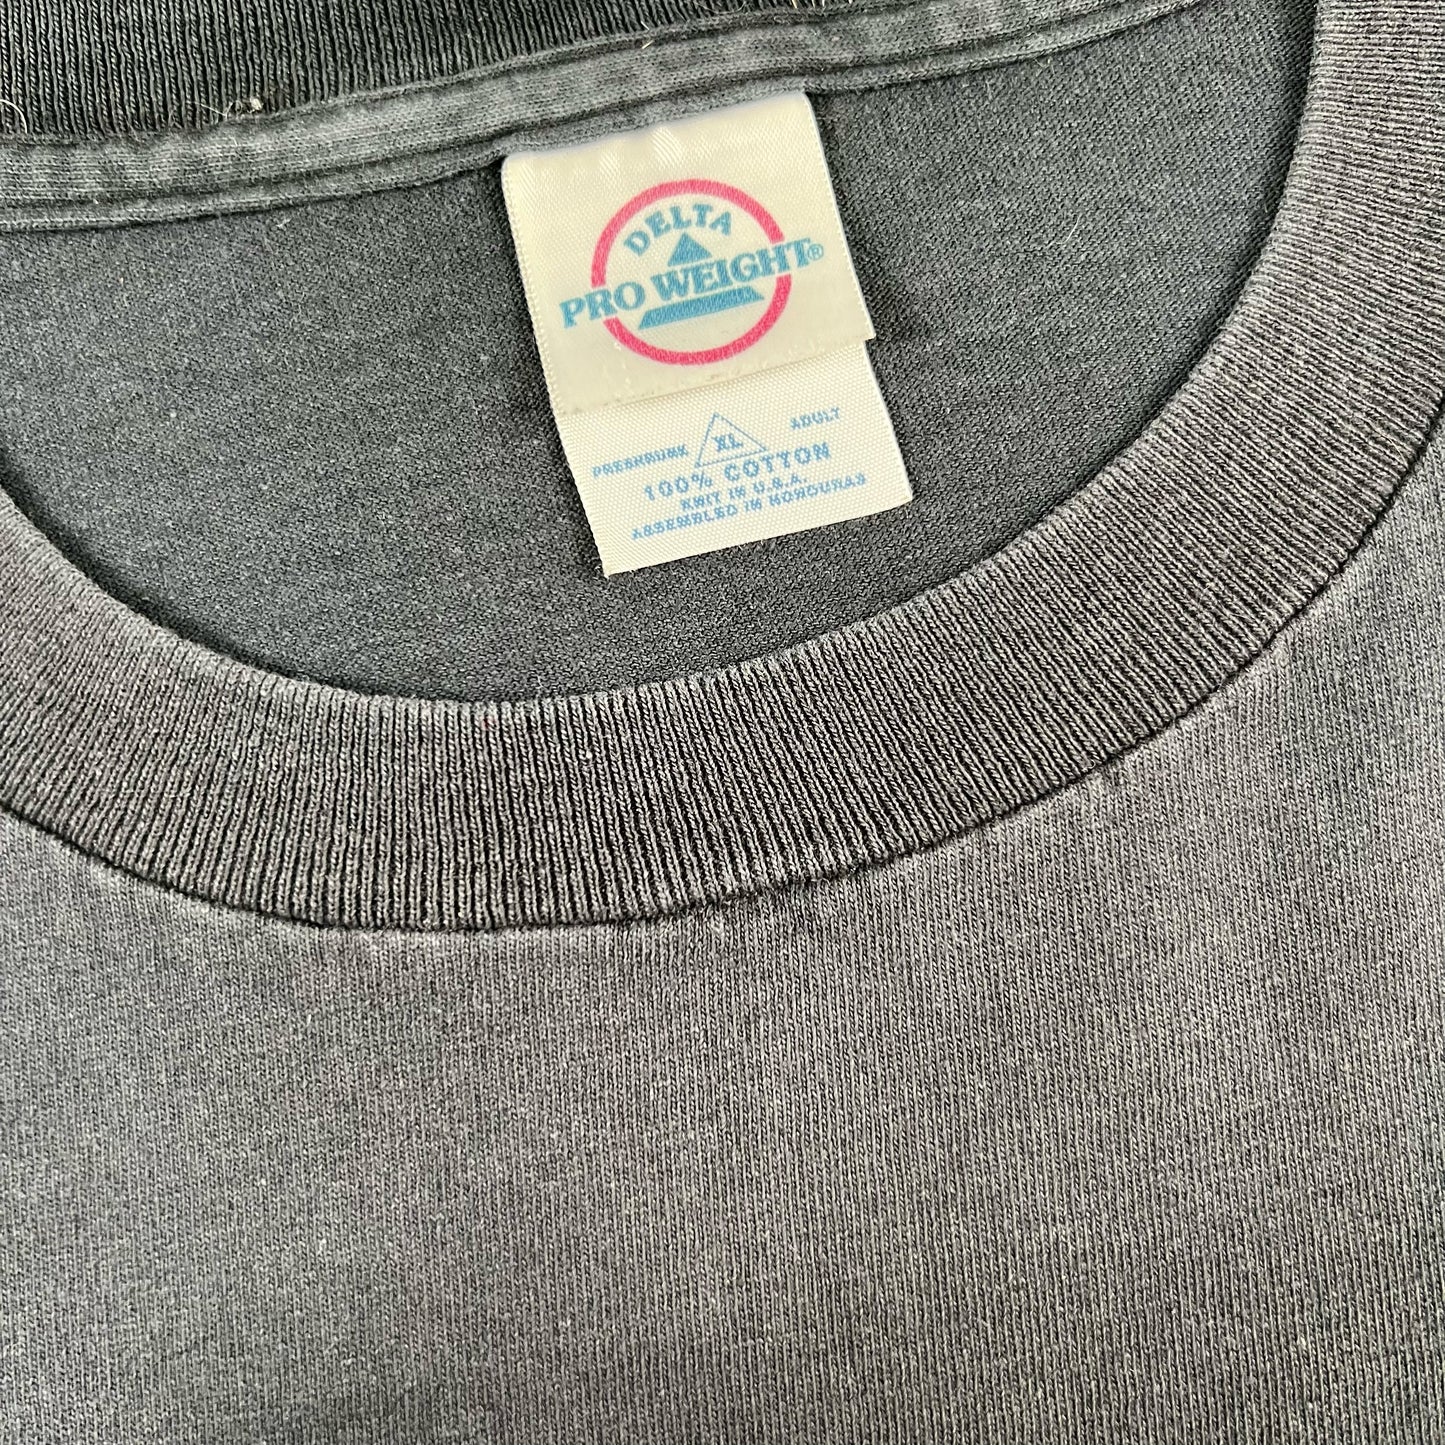 DELTA
PRO WEIGHT®
PRESHRUNK XL ADULT
100% COTTON
KNIT IN U.S.A.
ASSEMBLED IN HONDURAS